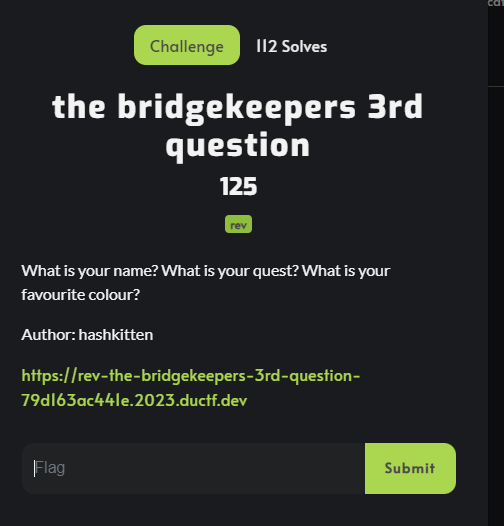 Challenge 112 Solves
the bridgekeepers 3rd
question
125
rev
What is your name? What is your quest? What is your
favourite colour?
Author: hashkitten
https://rev-the-bridgekeepers-3rd-question-
79d163ac441e.2023.ductf.dev
Flag Submit